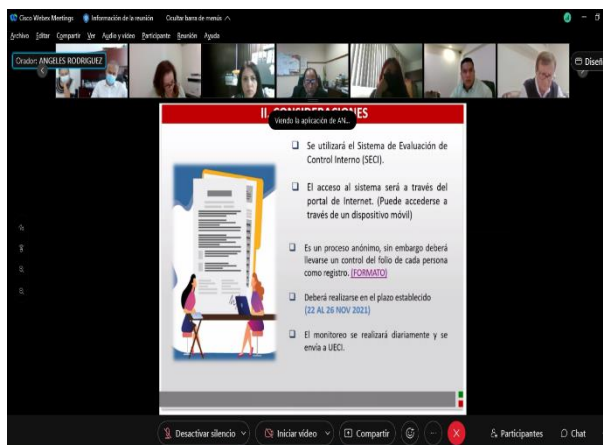 Cisco Webex Meetings Información de la reunión Ocultar barra de menús
Archivo Editar Compartir Ver Audio y vídeo Participante Reunión Ayuda
Orador: ANGELES RODRIGUEZ
Diseñ
II. CONSIDERACIONES
Viendo la aplicación de AN...
Se utilizará el Sistema de Evaluación de
Control Interno (SECI).
El acceso al sistema será a través del
portal de Internet. (Puede accederse a
través de un dispositivo móvil)
Es un proceso anónimo, sin embargo deberá
llevarse un control del folio de cada persona
como registro. (FORMATO)
Deberá realizarse en el plazo establecido
(22 AL 26 NOV 2021)
El monitoreo se realizará diariamente y se
envía a UECI.
Desactivar silencio Iniciar vídeo Compartir Participantes Chat